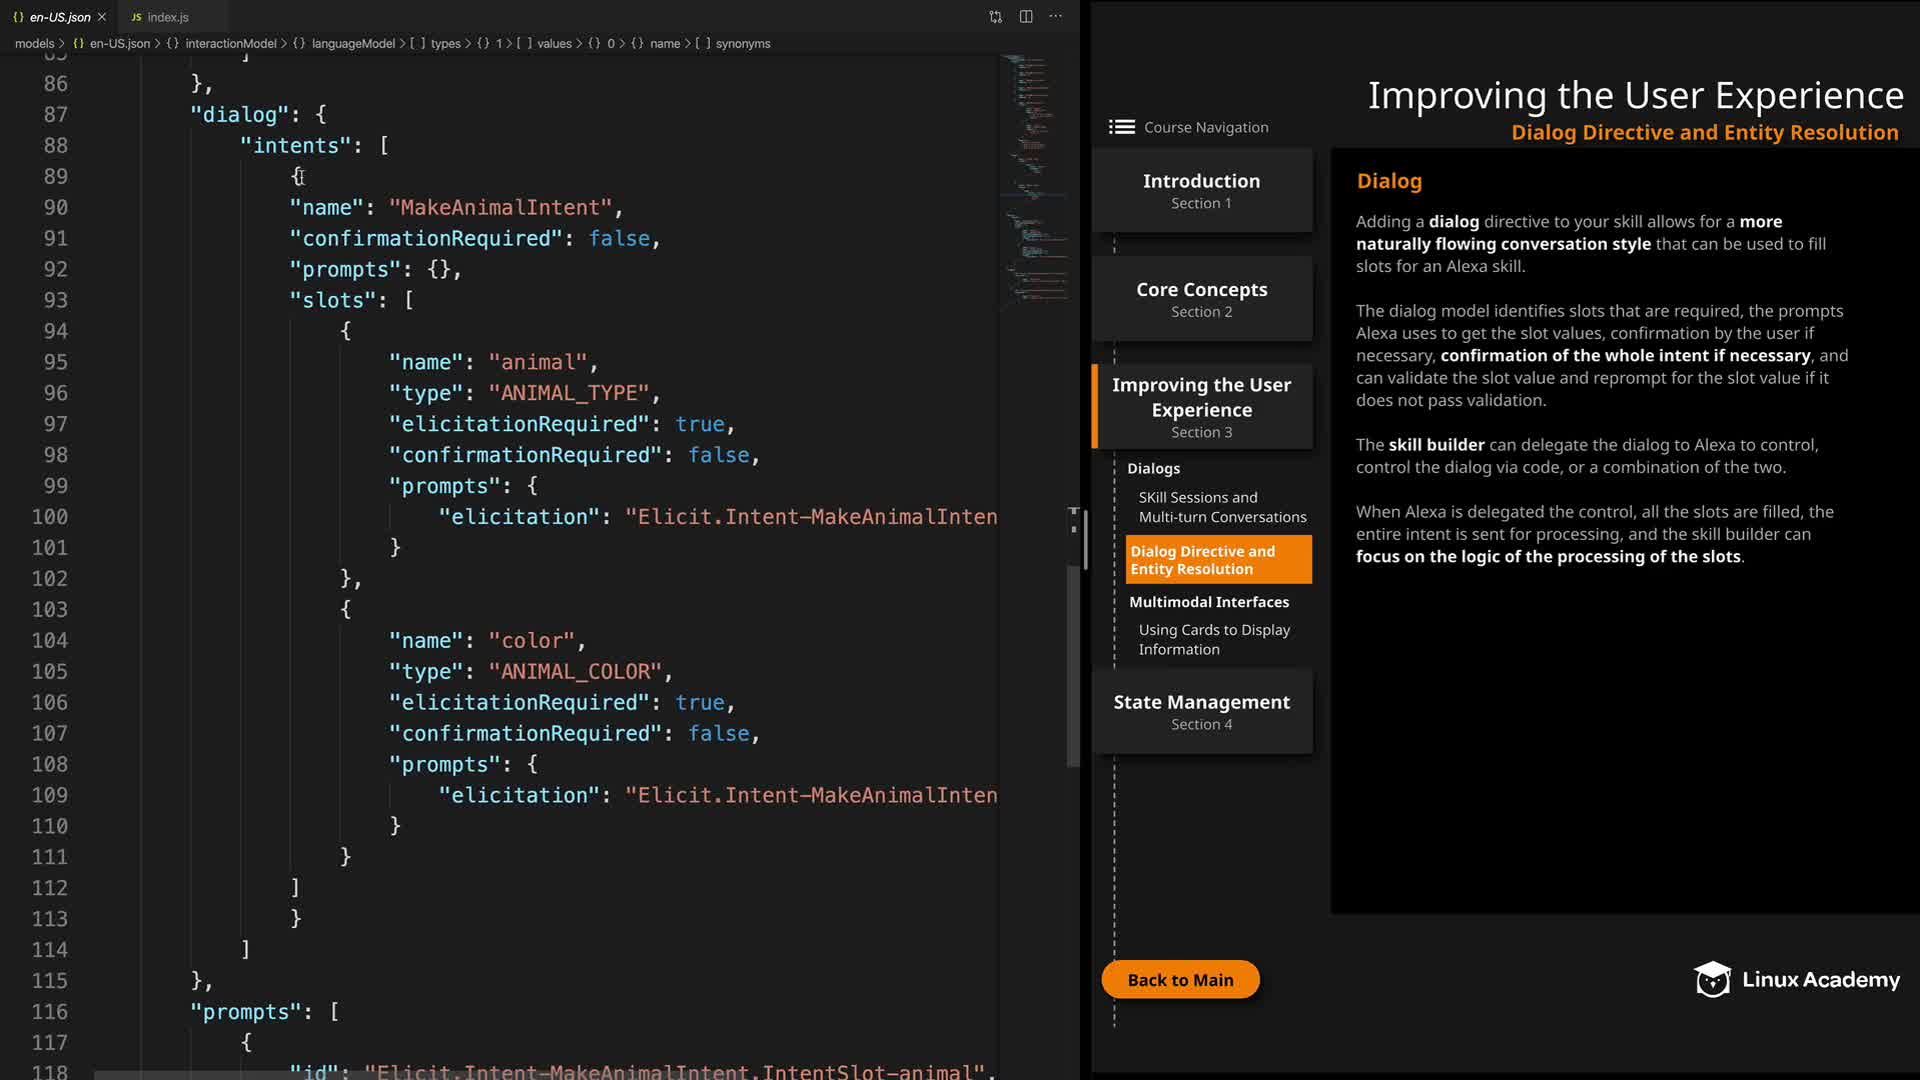 {} en-US.json ×
JS index.js
models > {} en-US.json > {} interactionModel > {} languageModel > [ ] types > {} 1 > [ ] values > {} 0 > {} name > [ ] synonyms
85 ]
86 },
87 "dialog": {
88 "intents": [
89 {
90 "name": "MakeAnimalIntent",
91 "confirmationRequired": false,
92 "prompts": {},
93 "slots": [
94 {
95 "name": "animal",
96 "type": "ANIMAL_TYPE",
97 "elicitationRequired": true,
98 "confirmationRequired": false,
99 "prompts": {
100 "elicitation": "Elicit.Intent-MakeAnimalInten
101 }
102 },
103 {
104 "name": "color",
105 "type": "ANIMAL_COLOR",
106 "elicitationRequired": true,
107 "confirmationRequired": false,
108 "prompts": {
109 "elicitation": "Elicit.Intent-MakeAnimalInten
110 }
111 }
112 ]
113 }
114 ]
115 },
116 "prompts": [
117 {
118 "id": "Elicit.Intent-MakeAnimalIntent.IntentSlot-animal",
Improving the User Experience
Dialog Directive and Entity Resolution
Course Navigation
Introduction
Section 1
Core Concepts
Section 2
Improving the User
Experience
Section 3
Dialogs
SKill Sessions and
Multi-turn Conversations
Dialog Directive and
Entity Resolution
Multimodal Interfaces
Using Cards to Display
Information
State Management
Section 4
Back to Main
Dialog
Adding a dialog directive to your skill allows for a more
naturally flowing conversation style that can be used to fill
slots for an Alexa skill.
The dialog model identifies slots that are required, the prompts
Alexa uses to get the slot values, confirmation by the user if
necessary, confirmation of the whole intent if necessary, and
can validate the slot value and reprompt for the slot value if it
does not pass validation.
The skill builder can delegate the dialog to Alexa to control,
control the dialog via code, or a combination of the two.
When Alexa is delegated the control, all the slots are filled, the
entire intent is sent for processing, and the skill builder can
focus on the logic of the processing of the slots.
Linux Academy